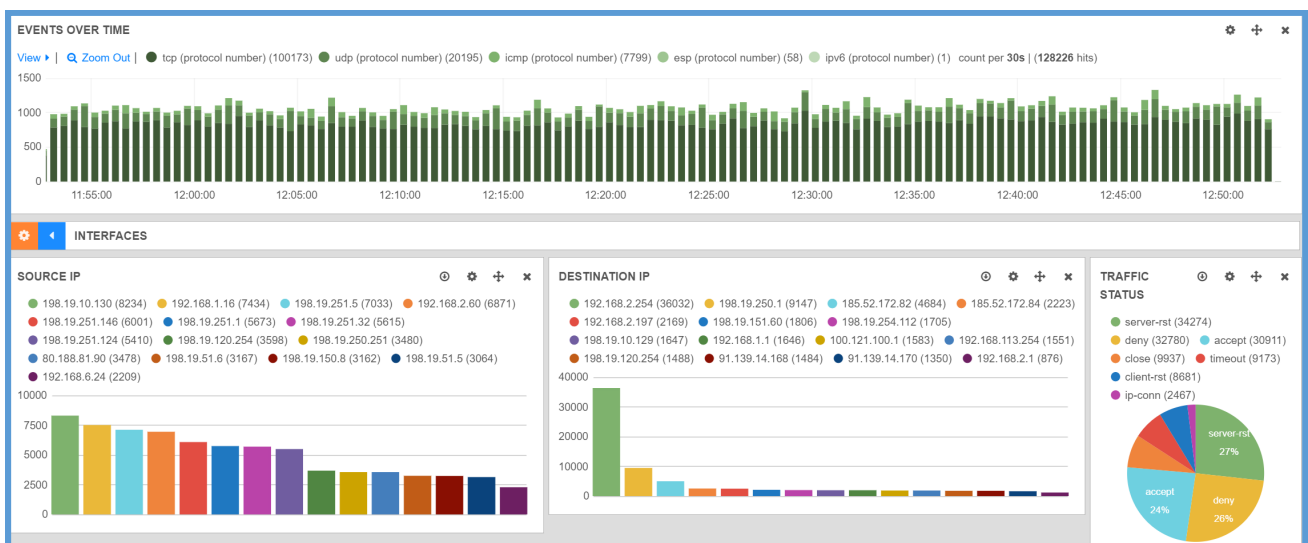 EVENTS OVER TIME
View | Zoom Out | tcp (protocol number) (100173) udp (protocol number) (20195) icmp (protocol number) (7799) esp (protocol number) (58) ipv6 (protocol number) (1) count per 30s | (128226 hits)
1500
1000
500
0
11:55:00 12:00:00 12:05:00 12:10:00 12:15:00 12:20:00 12:25:00 12:30:00 12:35:00 12:40:00 12:45:00 12:50:00
INTERFACES
SOURCE IP
198.19.10.130 (8234) 192.168.1.16 (7434) 198.19.251.5 (7033) 192.168.2.60 (6871)
198.19.251.146 (6001) 198.19.251.1 (5673) 198.19.251.32 (5615)
198.19.251.124 (5410) 198.19.120.254 (3598) 198.19.250.251 (3480)
80.188.81.90 (3478) 198.19.51.6 (3167) 198.19.150.8 (3162) 198.19.51.5 (3064)
192.168.6.24 (2209)
10000
7500
5000
2500
0
DESTINATION IP
192.168.2.254 (36032) 198.19.250.1 (9147) 185.52.172.82 (4684) 185.52.172.84 (2223)
192.168.2.197 (2169) 198.19.151.60 (1806) 198.19.254.112 (1705)
198.19.10.129 (1647) 192.168.1.1 (1646) 100.121.100.1 (1583) 192.168.113.254 (1551)
198.19.120.254 (1488) 91.139.14.168 (1484) 91.139.14.170 (1350) 192.168.2.1 (876)
40000
30000
20000
10000
0
TRAFFIC
STATUS
server-rst (34274)
deny (32780) accept (30911)
close (9937) timeout (9173)
client-rst (8681)
ip-conn (2467)
server-rst
27%
accept
24%
deny
26%